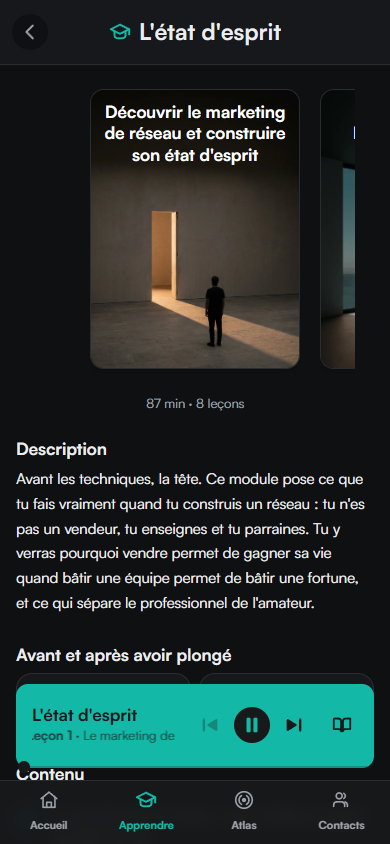 L'état d'esprit
Découvrir le marketing
de réseau et construire
son état d'esprit
87 min · 8 leçons
Description
Avant les techniques, la tête. Ce module pose ce que
tu fais vraiment quand tu construis un réseau : tu n'es
pas un vendeur, tu enseignes et tu parraines. Tu y
verras pourquoi vendre permet de gagner sa vie
quand bâtir une équipe permet de bâtir une fortune,
et ce qui sépare le professionnel de l'amateur.
Avant et après avoir plongé
L'état d'esprit
.eçon 1 · Le marketing de
Contenu
Accueil
Apprendre
Atlas
Contacts